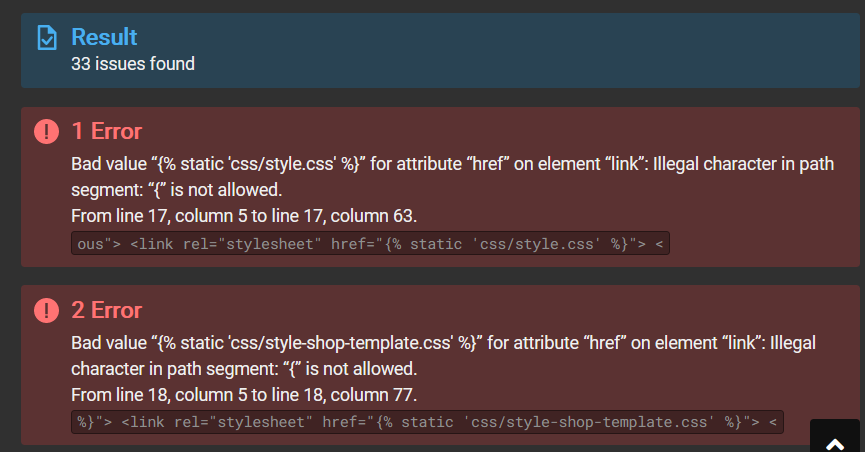 Result
33 issues found
1 Error
Bad value “{% static 'css/style.css' %}” for attribute “href” on element “link”: Illegal character in path
segment: “{” is not allowed.
From line 17, column 5 to line 17, column 63.
ous"> <link rel="stylesheet" href="{% static 'css/style.css' %}"> <
2 Error
Bad value “{% static 'css/style-shop-template.css' %}” for attribute “href” on element “link”: Illegal
character in path segment: “{” is not allowed.
From line 18, column 5 to line 18, column 77.
%}"> <link rel="stylesheet" href="{% static 'css/style-shop-template.css' %}"> <